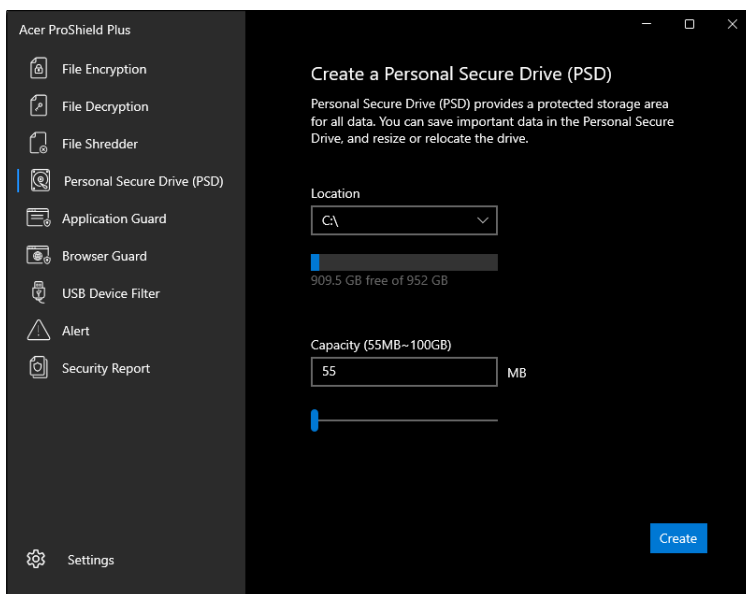 Acer ProShield Plus
File Encryption
File Decryption
File Shredder
Personal Secure Drive (PSD)
Application Guard
Browser Guard
USB Device Filter
Alert
Security Report
Settings
Create a Personal Secure Drive (PSD)
Personal Secure Drive (PSD) provides a protected storage area
for all data. You can save important data in the Personal Secure
Drive, and resize or relocate the drive.
Location
C:\
909.5 GB free of 952 GB
Capacity (55MB~100GB)
55 MB
Create